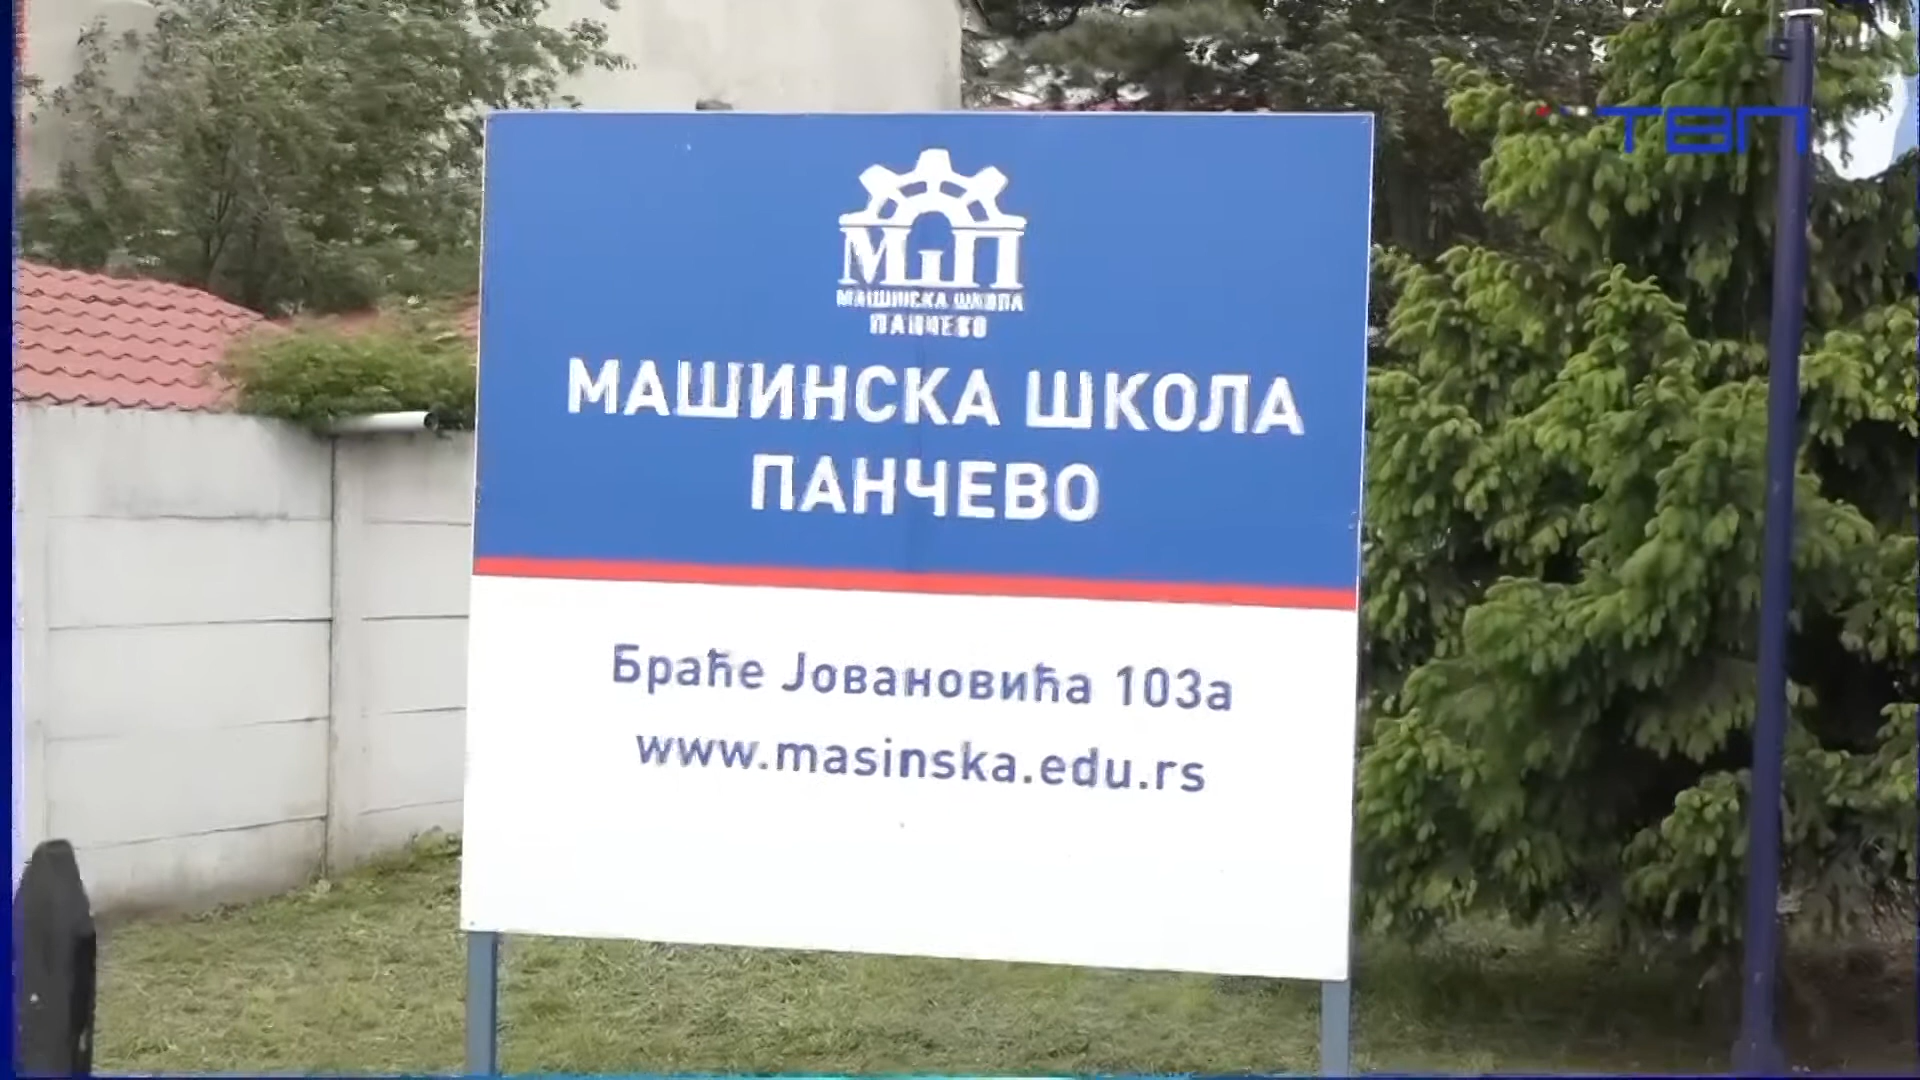 ТВП
МШП
МАШИНСКА ШКОЛА
ПАНЧЕВО
МАШИНСКА ШКОЛА
ПАНЧЕВО
Браће Јовановића 103а
www.masinska.edu.rs